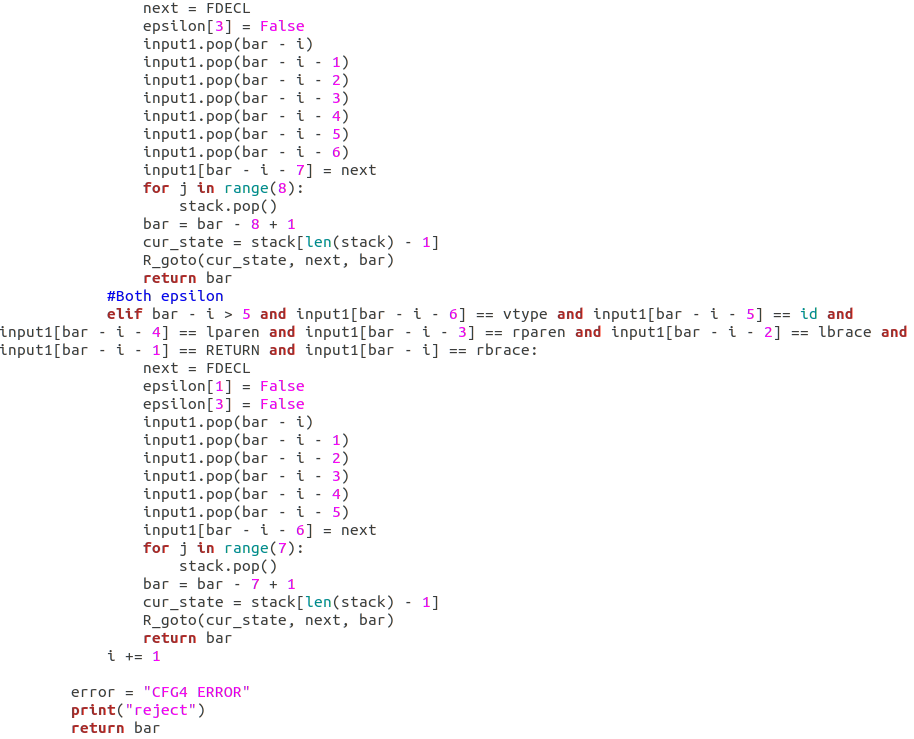 next = FDECL
                epsilon[3] = False
                input1.pop(bar - i)
                input1.pop(bar - i - 1)
                input1.pop(bar - i - 2)
                input1.pop(bar - i - 3)
                input1.pop(bar - i - 4)
                input1.pop(bar - i - 5)
                input1.pop(bar - i - 6)
                input1[bar - i - 7] = next
                for j in range(8):
                    stack.pop()
                bar = bar - 8 + 1
                cur_state = stack[len(stack) - 1]
                R_goto(cur_state, next, bar)
                return bar
            #Both epsilon
            elif bar - i > 5 and input1[bar - i - 6] == vtype and input1[bar - i - 5] == id and
input1[bar - i - 4] == lparen and input1[bar - i - 3] == rparen and input1[bar - i - 2] == lbrace and
input1[bar - i - 1] == RETURN and input1[bar - i] == rbrace:
                next = FDECL
                epsilon[1] = False
                epsilon[3] = False
                input1.pop(bar - i)
                input1.pop(bar - i - 1)
                input1.pop(bar - i - 2)
                input1.pop(bar - i - 3)
                input1.pop(bar - i - 4)
                input1.pop(bar - i - 5)
                input1[bar - i - 6] = next
                for j in range(7):
                    stack.pop()
                bar = bar - 7 + 1
                cur_state = stack[len(stack) - 1]
                R_goto(cur_state, next, bar)
                return bar
            i += 1

        error = "CFG4 ERROR"
        print("reject")
        return bar